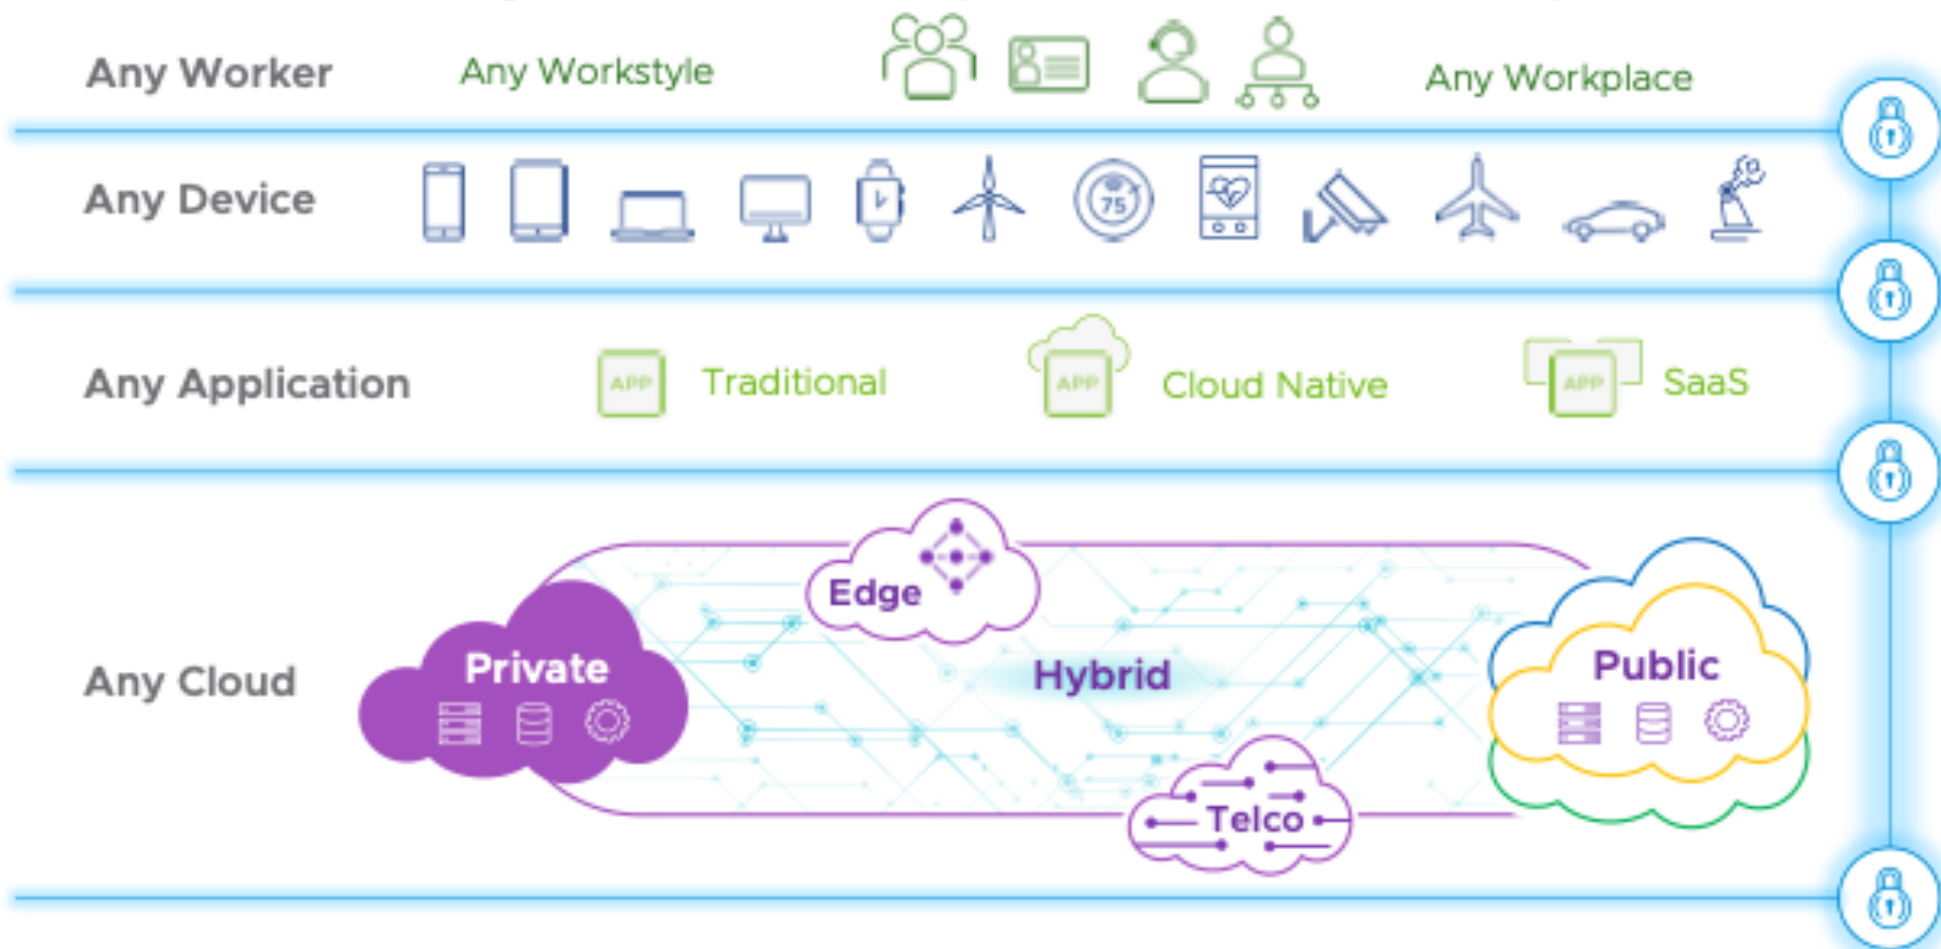 Any Worker
Any Workstyle
Any Workplace
Any Device
75
Any Application
APP
Traditional
APP
Cloud Native
APP
SaaS
Edge
Any Cloud
Private
Hybrid
Public
Telco